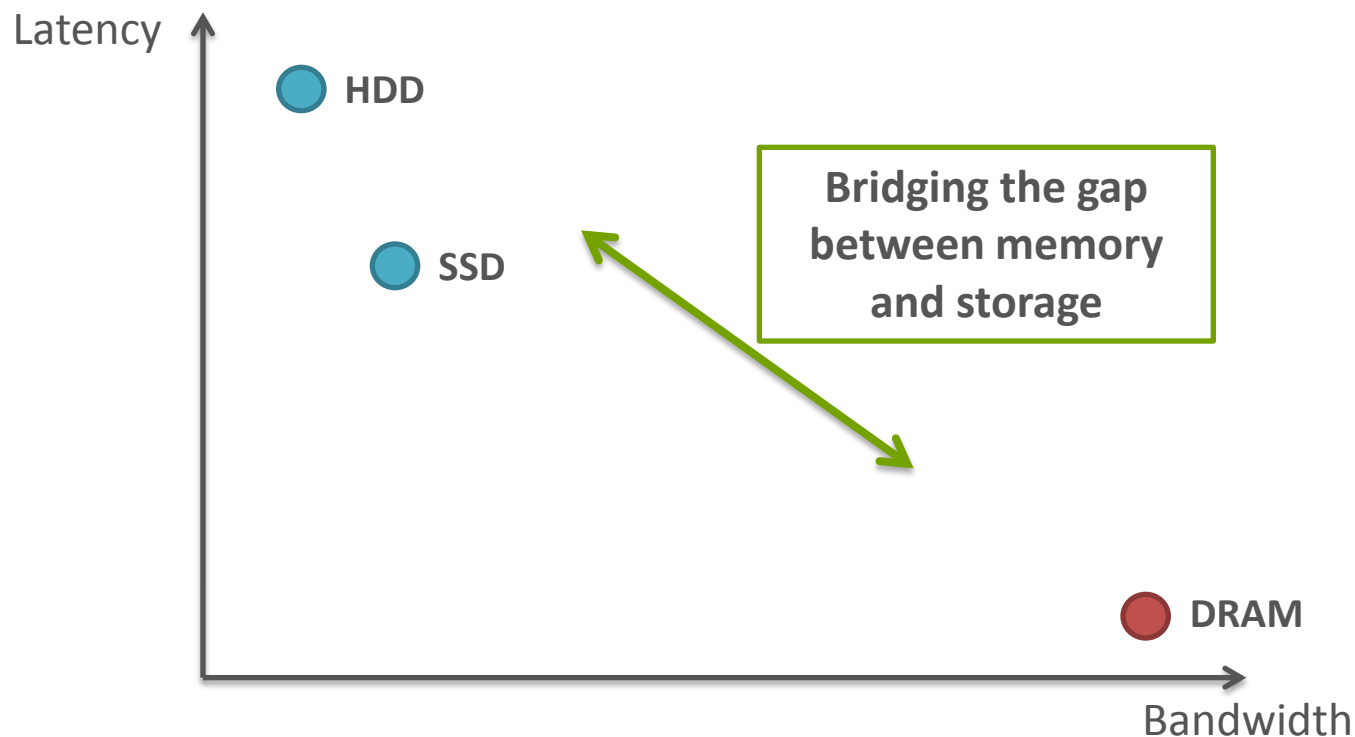 Latency
HDD
Bridging the gap
between memory
and storage
SSD
DRAM
Bandwidth